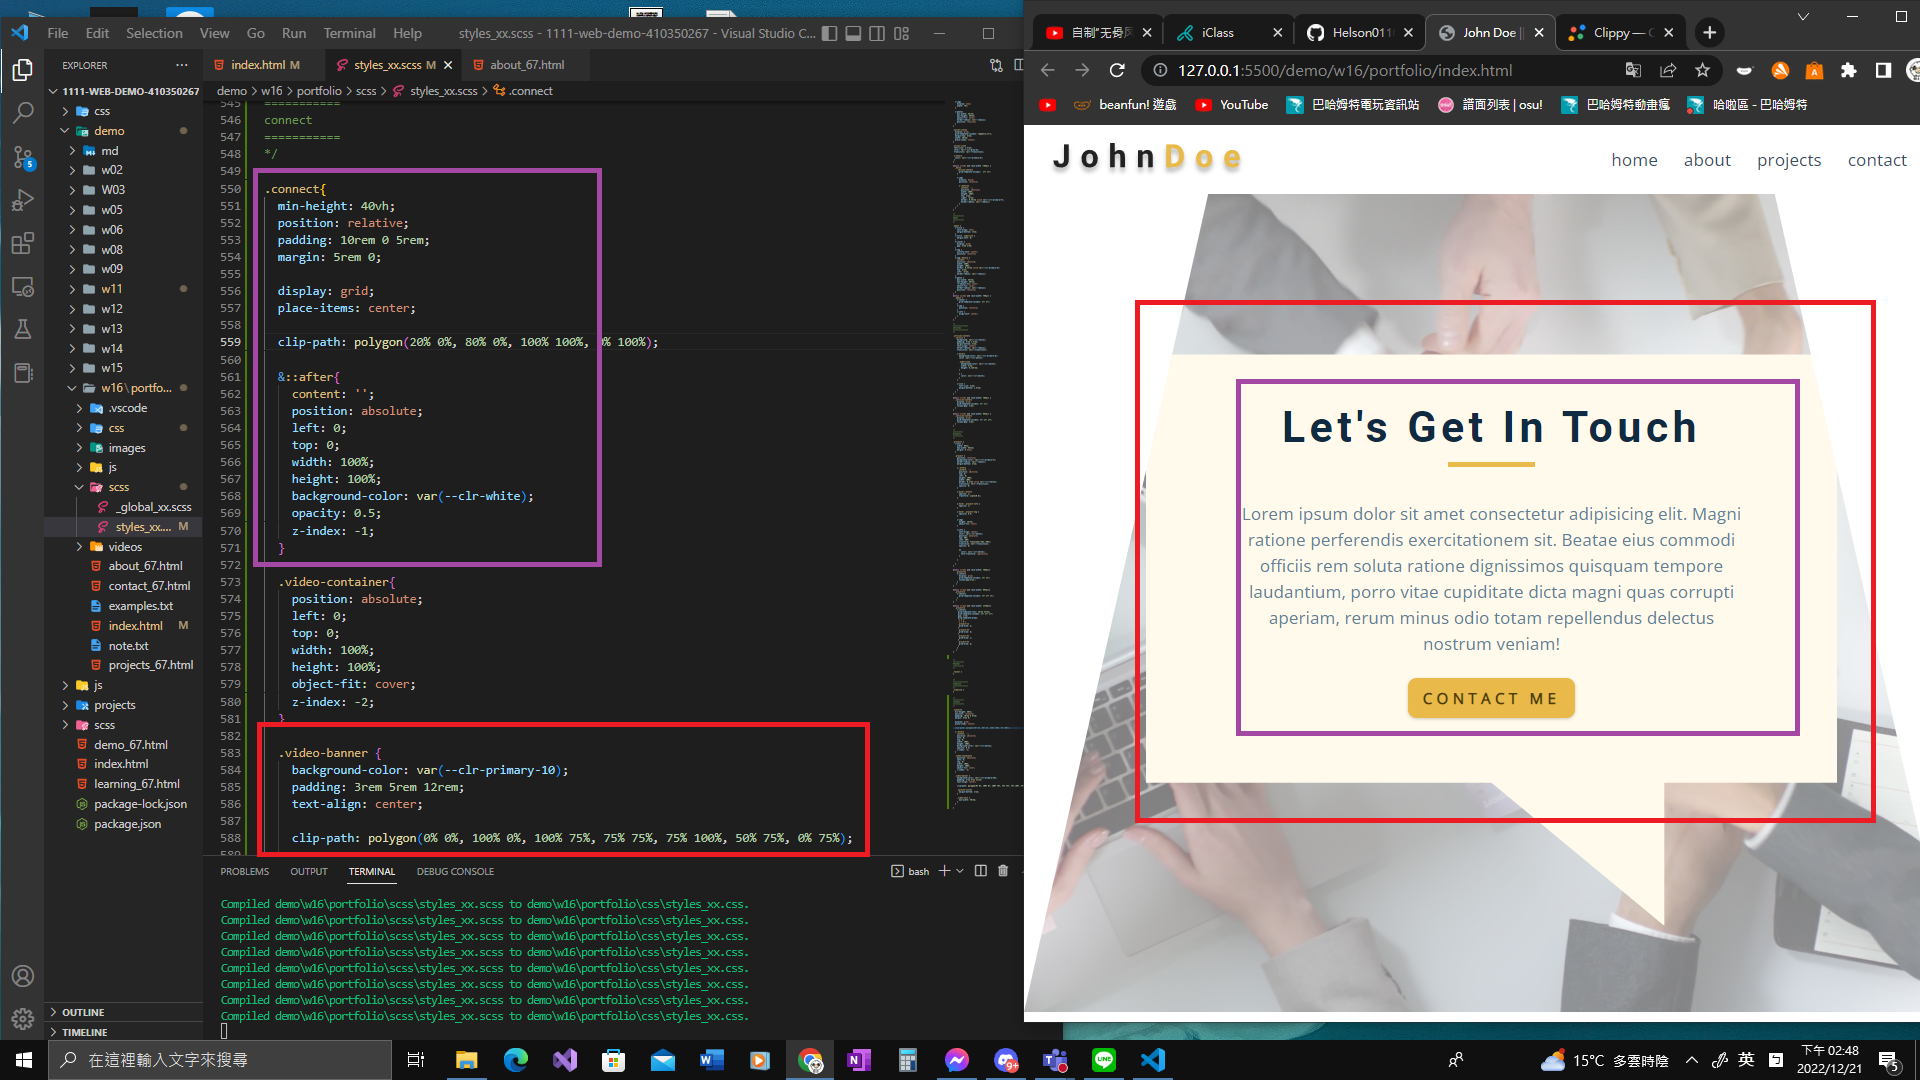 File Edit Selection View Go Run Terminal Help
styles_xx.scss - 1111-web-demo-410350267 - Visual Studio C...
EXPLORER
1111-WEB-DEMO-410350267
css
demo
md
w02
W03
w05
w06
w08
w09
w11
w12
w13
w14
w15
w16\portfo...
.vscode
css
images
js
scss
_global_xx.scss
styles_xx.... M
videos
about_67.html
contact_67.html
examples.txt
index.html M
note.txt
projects_67.html
js
projects
scss
demo_67.html
index.html
learning_67.html
package-lock.json
package.json
OUTLINE
TIMELINE
index.html M
styles_xx.scss M
about_67.html
demo > w16 > portfolio > scss > styles_xx.scss > .connect
545 ===========
546 connect
547 ===========
548 */
549
550 .connect{
551 min-height: 40vh;
552 position: relative;
553 padding: 10rem 0 5rem;
554 margin: 5rem 0;
555
556 display: grid;
557 place-items: center;
558
559 clip-path: polygon(20% 0%, 80% 0%, 100% 100%, % 100%);
560
561 &::after{
562 content: '';
563 position: absolute;
564 left: 0;
565 top: 0;
566 width: 100%;
567 height: 100%;
568 background-color: var(--clr-white);
569 opacity: 0.5;
570 z-index: -1;
571 }
572
573 .video-container{
574 position: absolute;
575 left: 0;
576 top: 0;
577 width: 100%;
578 height: 100%;
579 object-fit: cover;
580 z-index: -2;
581 }
582
583 .video-banner {
584 background-color: var(--clr-primary-10);
585 padding: 3rem 5rem 12rem;
586 text-align: center;
587
588 clip-path: polygon(0% 0%, 100% 0%, 100% 75%, 75% 75%, 75% 100%, 50% 75%, 0% 75%);
589
PROBLEMS OUTPUT TERMINAL DEBUG CONSOLE
bash
Compiled demo\w16\portfolio\scss\styles_xx.scss to demo\w16\portfolio\css\styles_xx.css.
Compiled demo\w16\portfolio\scss\styles_xx.scss to demo\w16\portfolio\css\styles_xx.css.
Compiled demo\w16\portfolio\scss\styles_xx.scss to demo\w16\portfolio\css\styles_xx.css.
Compiled demo\w16\portfolio\scss\styles_xx.scss to demo\w16\portfolio\css\styles_xx.css.
Compiled demo\w16\portfolio\scss\styles_xx.scss to demo\w16\portfolio\css\styles_xx.css.
Compiled demo\w16\portfolio\scss\styles_xx.scss to demo\w16\portfolio\css\styles_xx.css.
Compiled demo\w16\portfolio\scss\styles_xx.scss to demo\w16\portfolio\css\styles_xx.css.
Compiled demo\w16\portfolio\scss\styles_xx.scss to demo\w16\portfolio\css\styles_xx.css.
自制"无
iClass
Helson011
John Doe ||
Clippy —
127.0.0.1:5500/demo/w16/portfolio/index.html
beanfun! 遊戲
YouTube
巴哈姆特電玩資訊站
譜面列表 | osu!
巴哈姆特動畫瘋
哈啦區 - 巴哈姆特
JohnDoe
home about projects contact
Let's Get In Touch
Lorem ipsum dolor sit amet consectetur adipisicing elit. Magni
ratione perferendis exercitationem sit. Beatae eius commodi
officiis rem soluta ratione dignissimos quisquam tempore
laudantium, porro vitae cupiditate dicta magni quas corrupti
aperiam, rerum minus odio totam repellendus delectus
nostrum veniam!
CONTACT ME
在這裡輸入文字來搜尋
15°C 多雲時陰
英
下午 02:48
2022/12/21
5